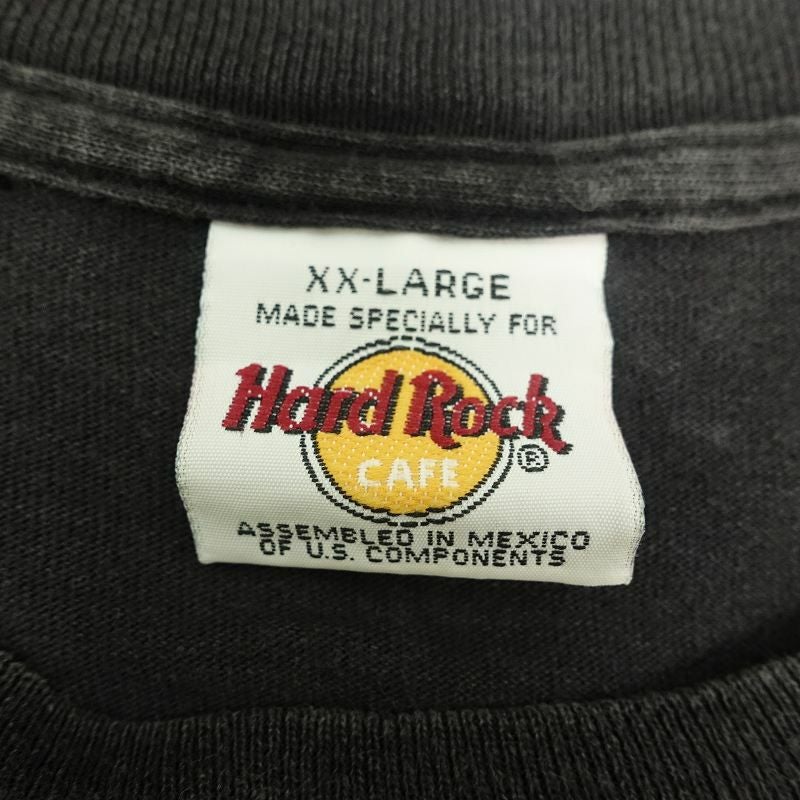 XX-LARGE
MADE SPECIALLY FOR
Hard Rock
CAFE
®
ASSEMBLED IN MEXICO
OF U.S. COMPONENTS